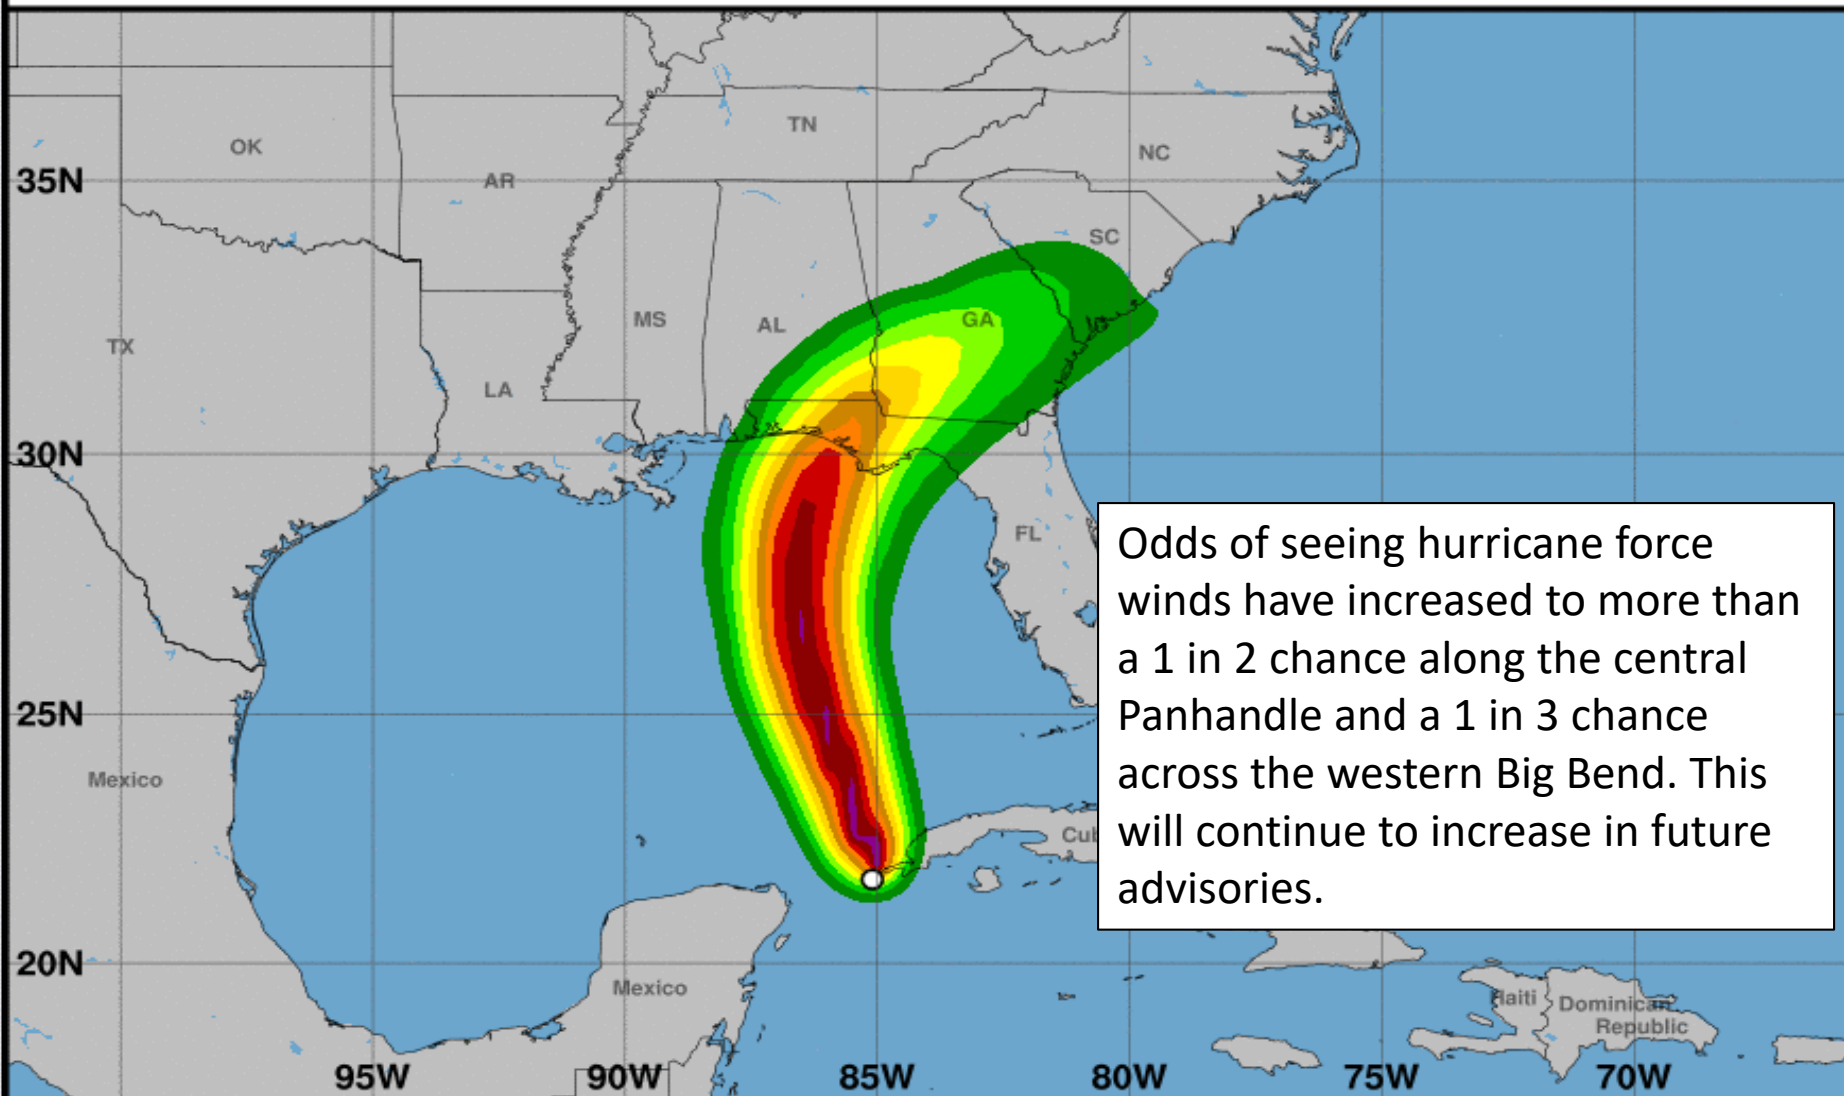 OK
TN
NC
35N
AR
SC
MS
AL
GA
TX
LA
30N
FL
Odds of seeing hurricane force
winds have increased to more than
a 1 in 2 chance along the central
Panhandle and a 1 in 3 chance
across the western Big Bend. This
will continue to increase in future
advisories.
25N
Mexico
Cu
20N
Mexico
Haiti
Dominican
Republic
95W
90W
85W
80W
75W
70W